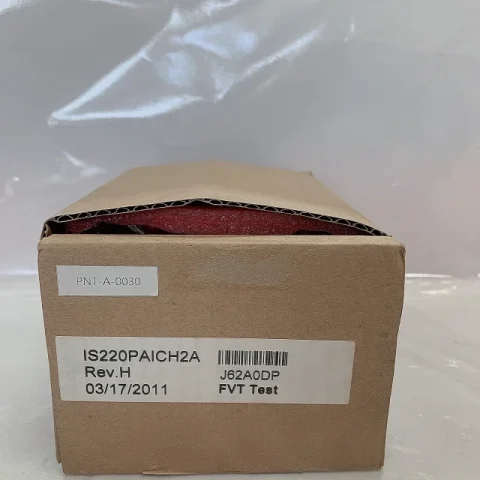 PNT-A-0030
IS220PAICH2A
Rev.H
J62A0DP
03/17/2011
FVT Test